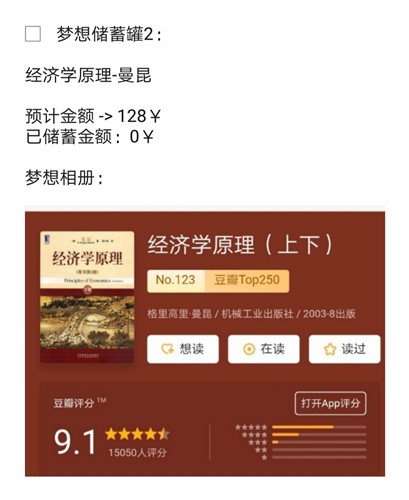 梦想储蓄罐2：
经济学原理-曼昆
预计金额 -> 128￥
已储蓄金额：0￥
梦想相册：
经济学原理
Principles of Economics
经济学原理（上下）
No.123 豆瓣Top250
格里高里·曼昆 / 机械工业出版社 / 2003-8出版
想读 在读 读过
豆瓣评分™
打开App评分
9.1
15050人评分